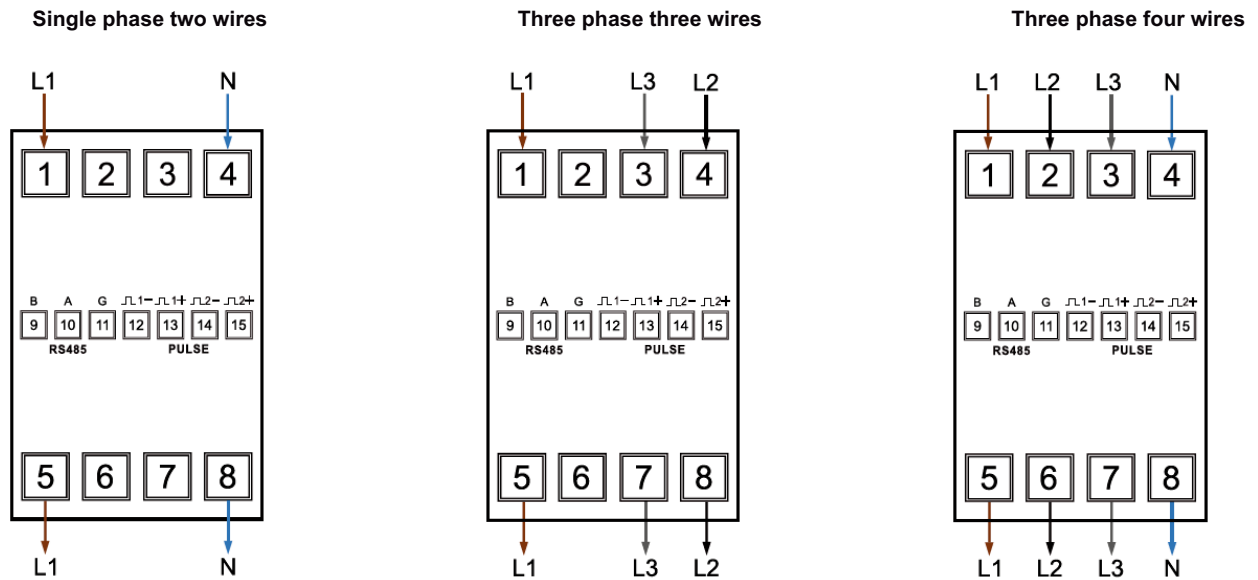 Single phase two wires
Three phase three wires
Three phase four wires
L1 N
L1 L3 L2
L1 L2 L3 N
1 2 3 4
1 2 3 4
1 2 3 4
B A G 1- 1+ 2- 2+
B A G 1- 1+ 2- 2+
B A G 1- 1+ 2- 2+
9 10 11 12 13 14 15
9 10 11 12 13 14 15
9 10 11 12 13 14 15
RS485 PULSE
RS485 PULSE
RS485 PULSE
5 6 7 8
5 6 7 8
5 6 7 8
L1 N
L1 L3 L2
L1 L2 L3 N